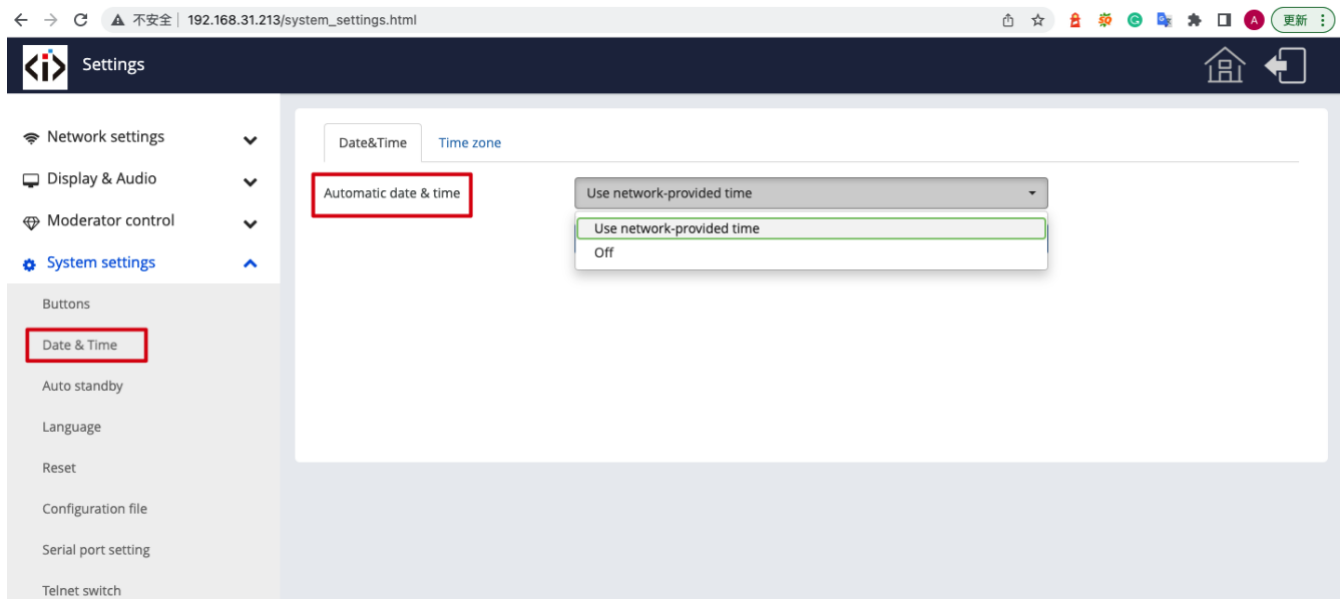 不安全 192.168.31.213/system_settings.html
更新
A
<i>
Settings
Network settings
Display & Audio
Moderator control
System settings
Buttons
Date & Time
Auto standby
Language
Reset
Configuration file
Serial port setting
Telnet switch
Date&Time Time zone
Automatic date & time
Use network-provided time
Use network-provided time
Off